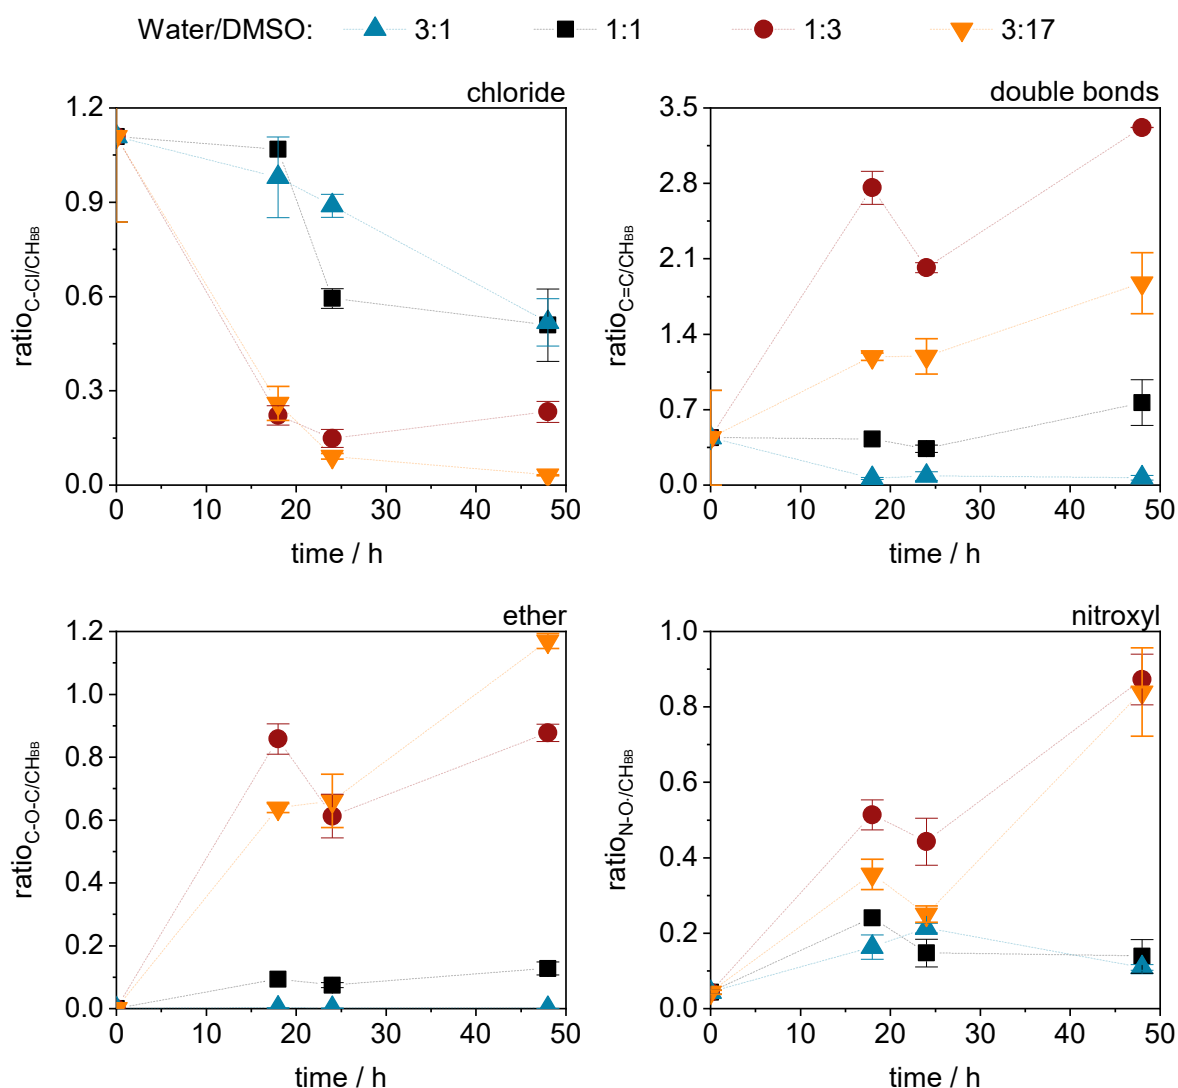 Water/DMSO: 3:1 1:1 1:3 3:17
chloride
1.2
0.9
0.6
0.3
0.0
0 10 20 30 40 50
time / h
ratioC-Cl/CHBB
double bonds
3.5
2.8
2.1
1.4
0.7
0.0
0 10 20 30 40 50
time / h
ratioC=C/CHBB
ether
1.2
1.0
0.8
0.6
0.4
0.2
0.0
0 10 20 30 40 50
time / h
ratioC-O-C/CHBB
nitroxyl
1.0
0.8
0.6
0.4
0.2
0.0
0 10 20 30 40 50
time / h
ratioN-O·/CHBB